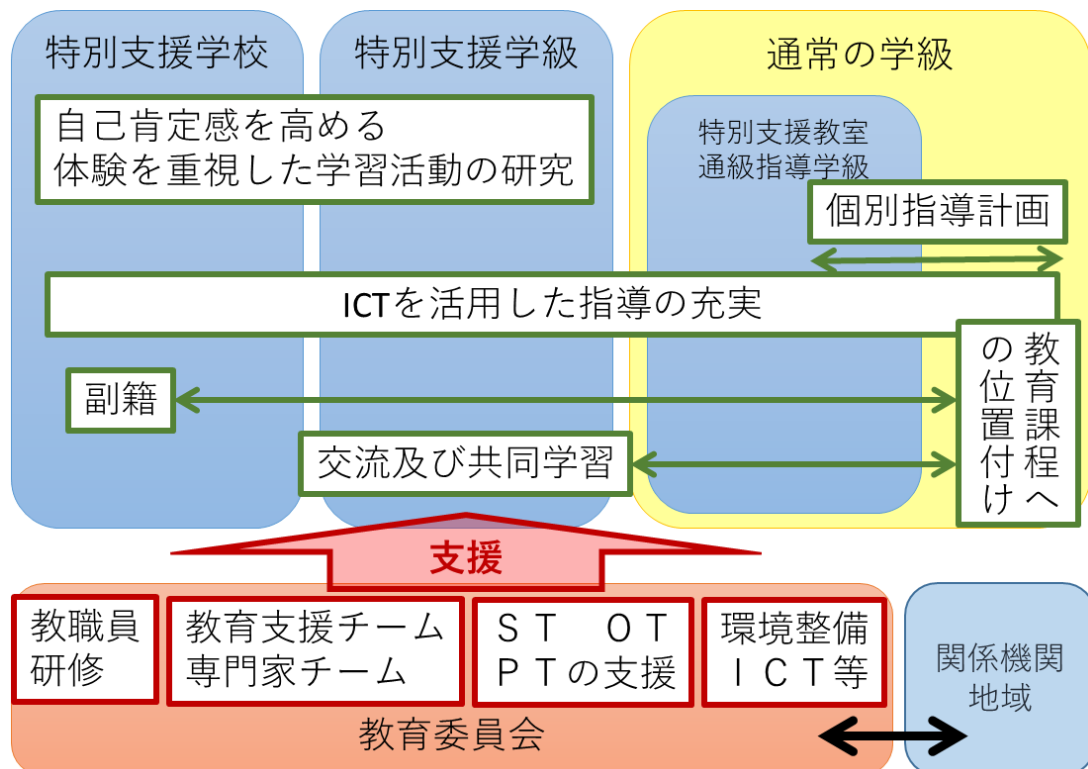 特別支援学校
特別支援学級
通常の学級
自己肯定感を高める
体験を重視した学習活動の研究
特別支援教室
通級指導学級
個別指導計画
ICTを活用した指導の充実
副籍
教育課程へ
の位置付け
交流及び共同学習
支援
教職員
研修
教育支援チーム
専門家チーム
ＳＴ　ＯＴ
ＰＴの支援
環境整備
ＩＣＴ等
教育委員会
関係機関
地域